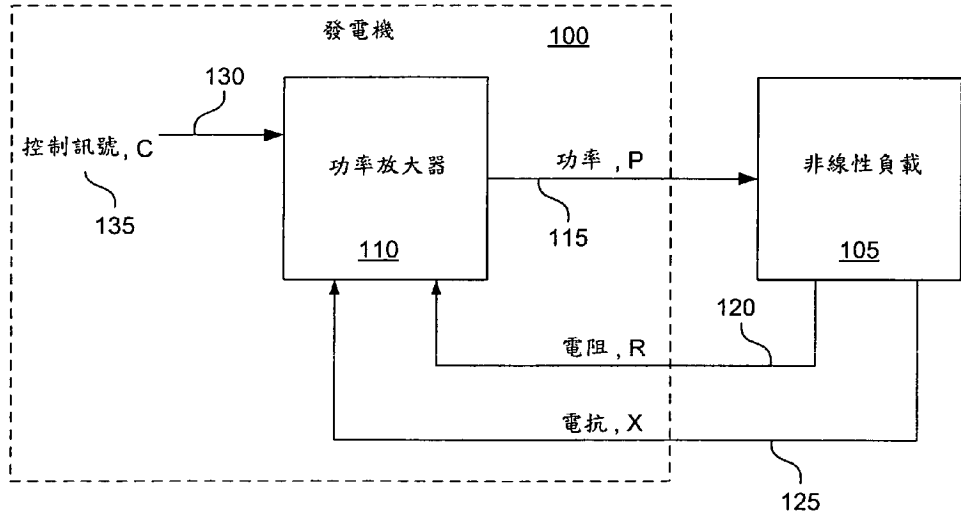 發電機 100
130
控制訊號, C
135
功率放大器
110
功率 , P
115
非線性負載
105
120
電阻 , R
電抗 , X
125